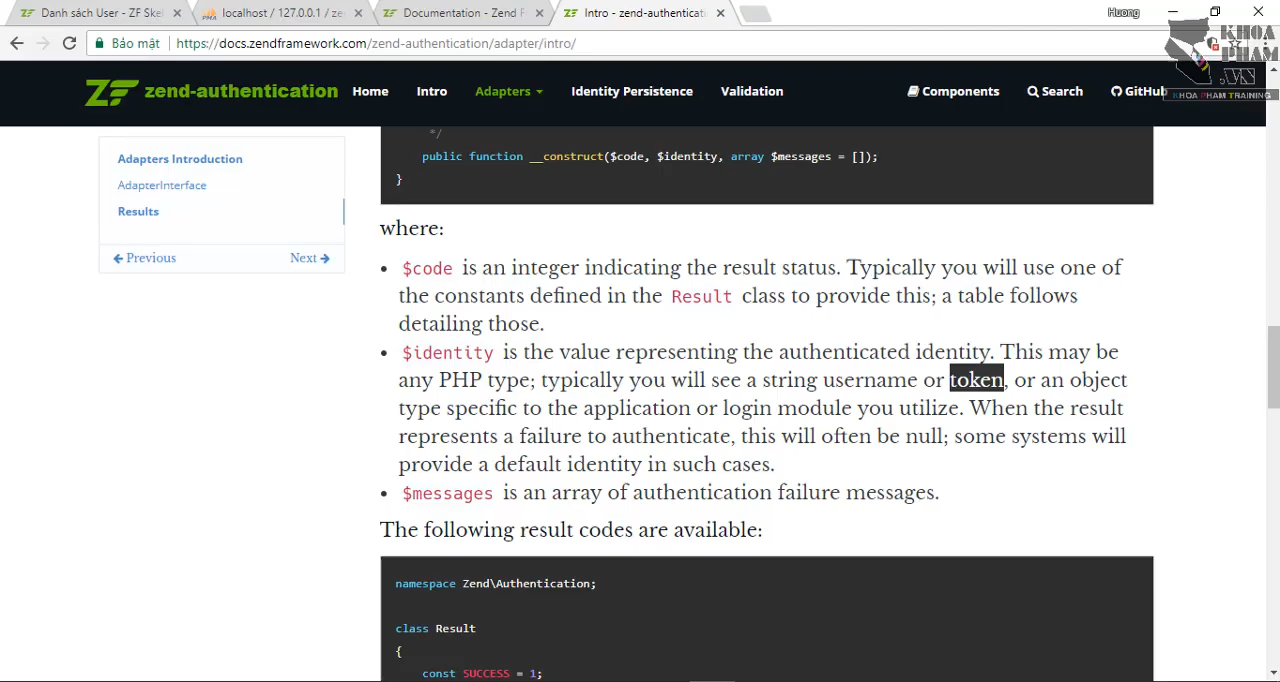 Danh sách User - ZF Ske
localhost / 127.0.0.1 / ze
Documentation - Zend F
Intro - zend-authenticati
Huong
Bảo mật
https://docs.zendframework.com/zend-authentication/adapter/intro/
KHOA
PHAM
KHOA PHAM TRAINING
ZF zend-authentication
Home
Intro
Adapters
Identity Persistence
Validation
Components
Search
GitHub
Adapters Introduction
AdapterInterface
Results
Previous
Next
*/
public function __construct($code, $identity, array $messages = []);
}
where:
• $code is an integer indicating the result status. Typically you will use one of
the constants defined in the Result class to provide this; a table follows
detailing those.
• $identity is the value representing the authenticated identity. This may be
any PHP type; typically you will see a string username or token, or an object
type specific to the application or login module you utilize. When the result
represents a failure to authenticate, this will often be null; some systems will
provide a default identity in such cases.
• $messages is an array of authentication failure messages.
The following result codes are available:
namespace Zend\Authentication;
class Result
{
const SUCCESS = 1;